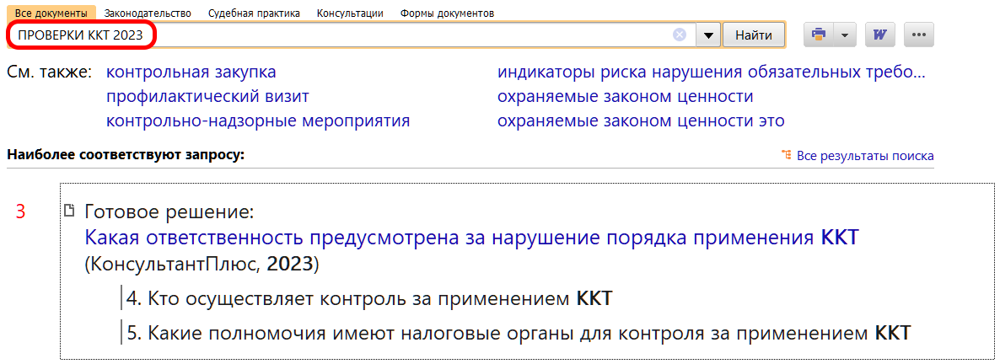 Все документы Законодательство Судебная практика Консультации Формы документов
ПРОВЕРКИ ККТ 2023 Найти W
См. также: контрольная закупка индикаторы риска нарушения обязательных требо...
профилактический визит охраняемые законом ценности
контрольно-надзорные мероприятия охраняемые законом ценности это
Наиболее соответствуют запросу: Все результаты поиска
3 Готовое решение:
Какая ответственность предусмотрена за нарушение порядка применения ККТ
(КонсультантПлюс, 2023)
4. Кто осуществляет контроль за применением ККТ
5. Какие полномочия имеют налоговые органы для контроля за применением ККТ